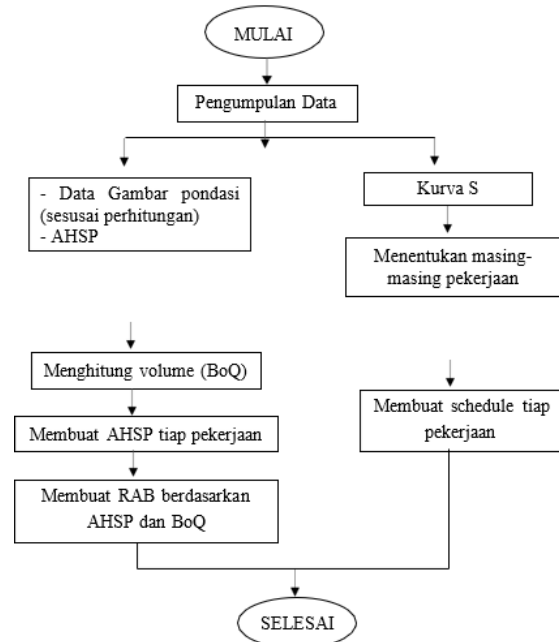 MULAI
Pengumpulan Data
- Data Gambar pondasi
(sesusai perhitungan)
- AHSP
Kurva S
Menentukan masing-
masing pekerjaan
Menghitung volume (BoQ)
Membuat AHSP tiap pekerjaan
Membuat RAB berdasarkan
AHSP dan BoQ
Membuat schedule tiap
pekerjaan
SELESAI